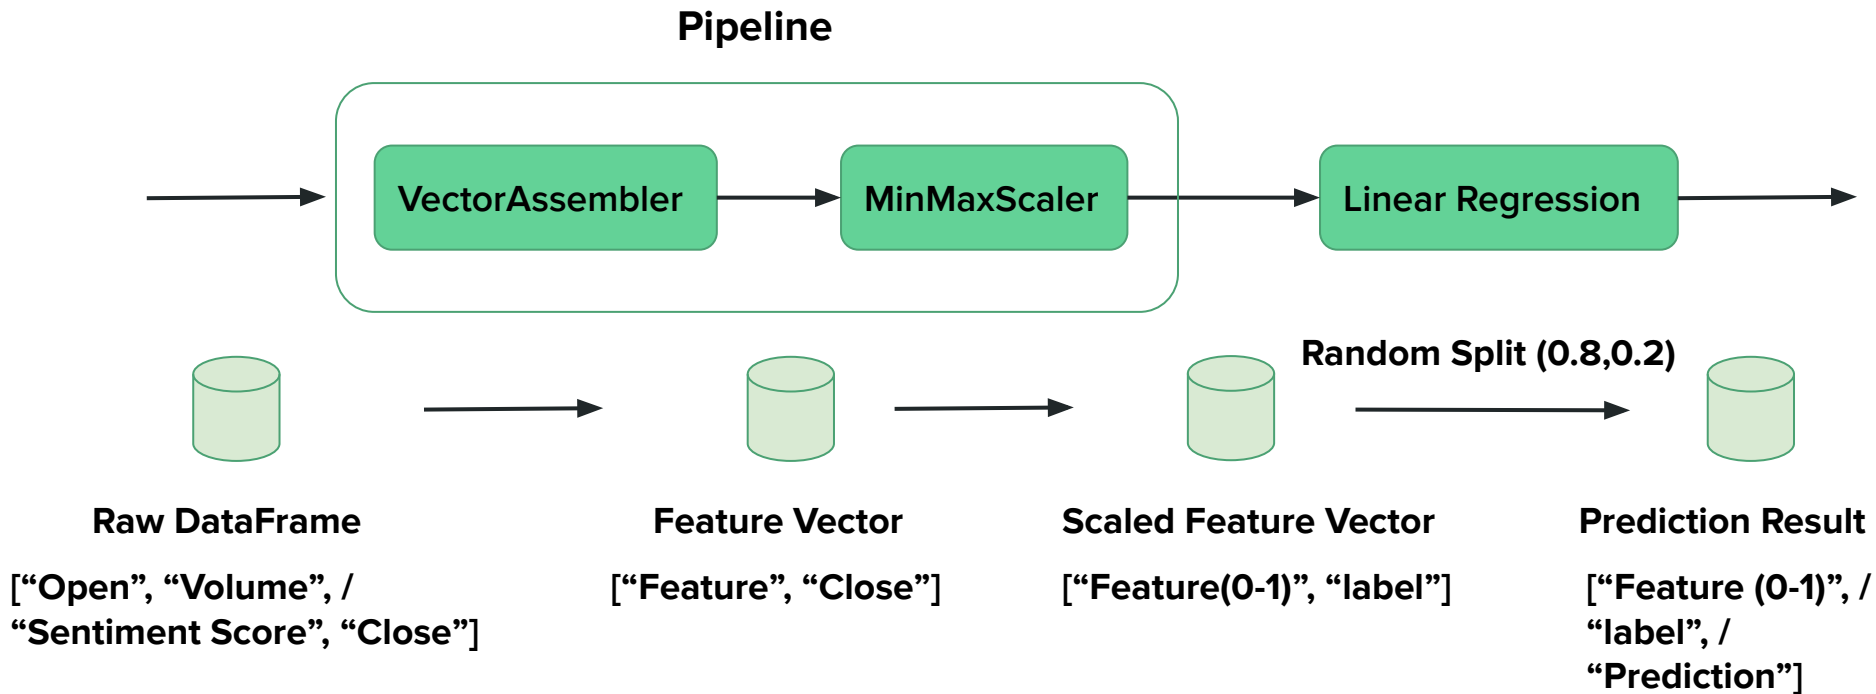 Pipeline
VectorAssembler
MinMaxScaler
Linear Regression
Random Split (0.8,0.2)
Raw DataFrame
Feature Vector
Scaled Feature Vector
Prediction Result
[“Open”, “Volume”, /
“Sentiment Score”, “Close”]
[“Feature”, “Close”]
[“Feature(0-1)”, “label”]
[“Feature (0-1)”, /
“label”, /
“Prediction”]